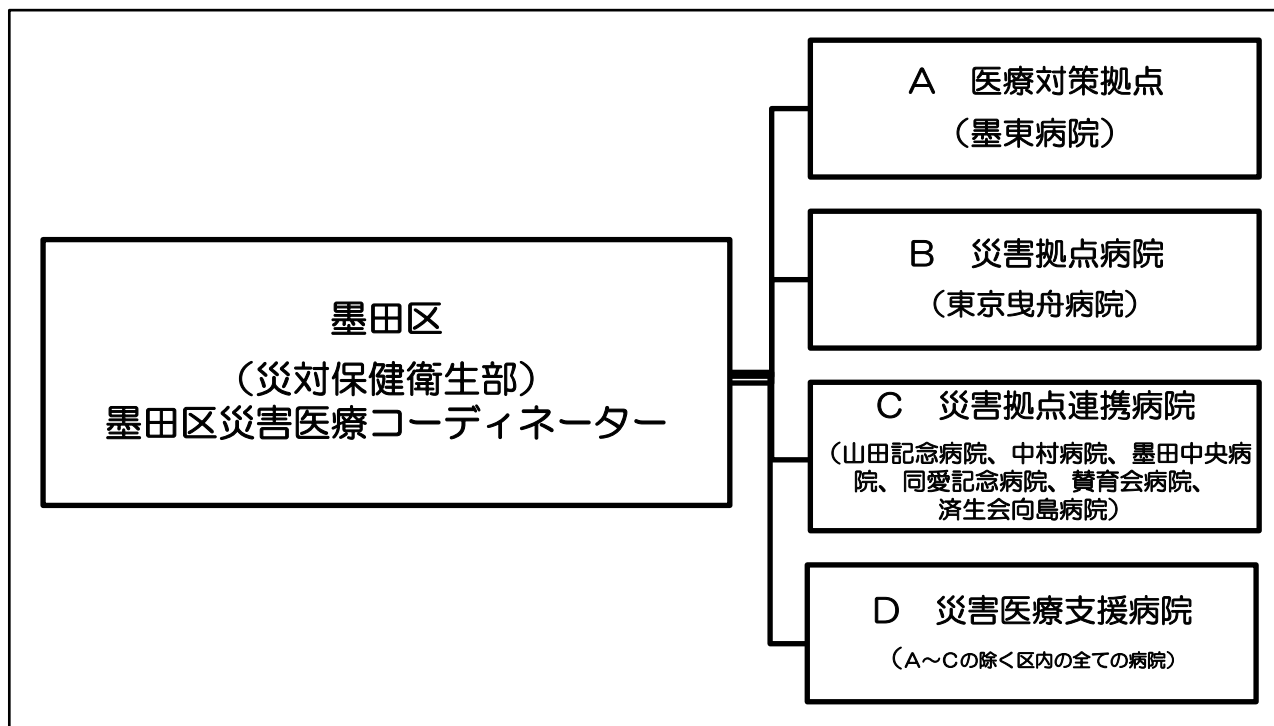 墨田区
（災対保健衛生部）
墨田区災害医療コーディネーター
A　医療対策拠点
（墨東病院）
B　災害拠点病院
（東京曳舟病院）
C　災害拠点連携病院
（山田記念病院、中村病院、墨田中央病
院、同愛記念病院、賛育会病院、
済生会向島病院）
D　災害医療支援病院
（A～Cの除く区内の全ての病院）